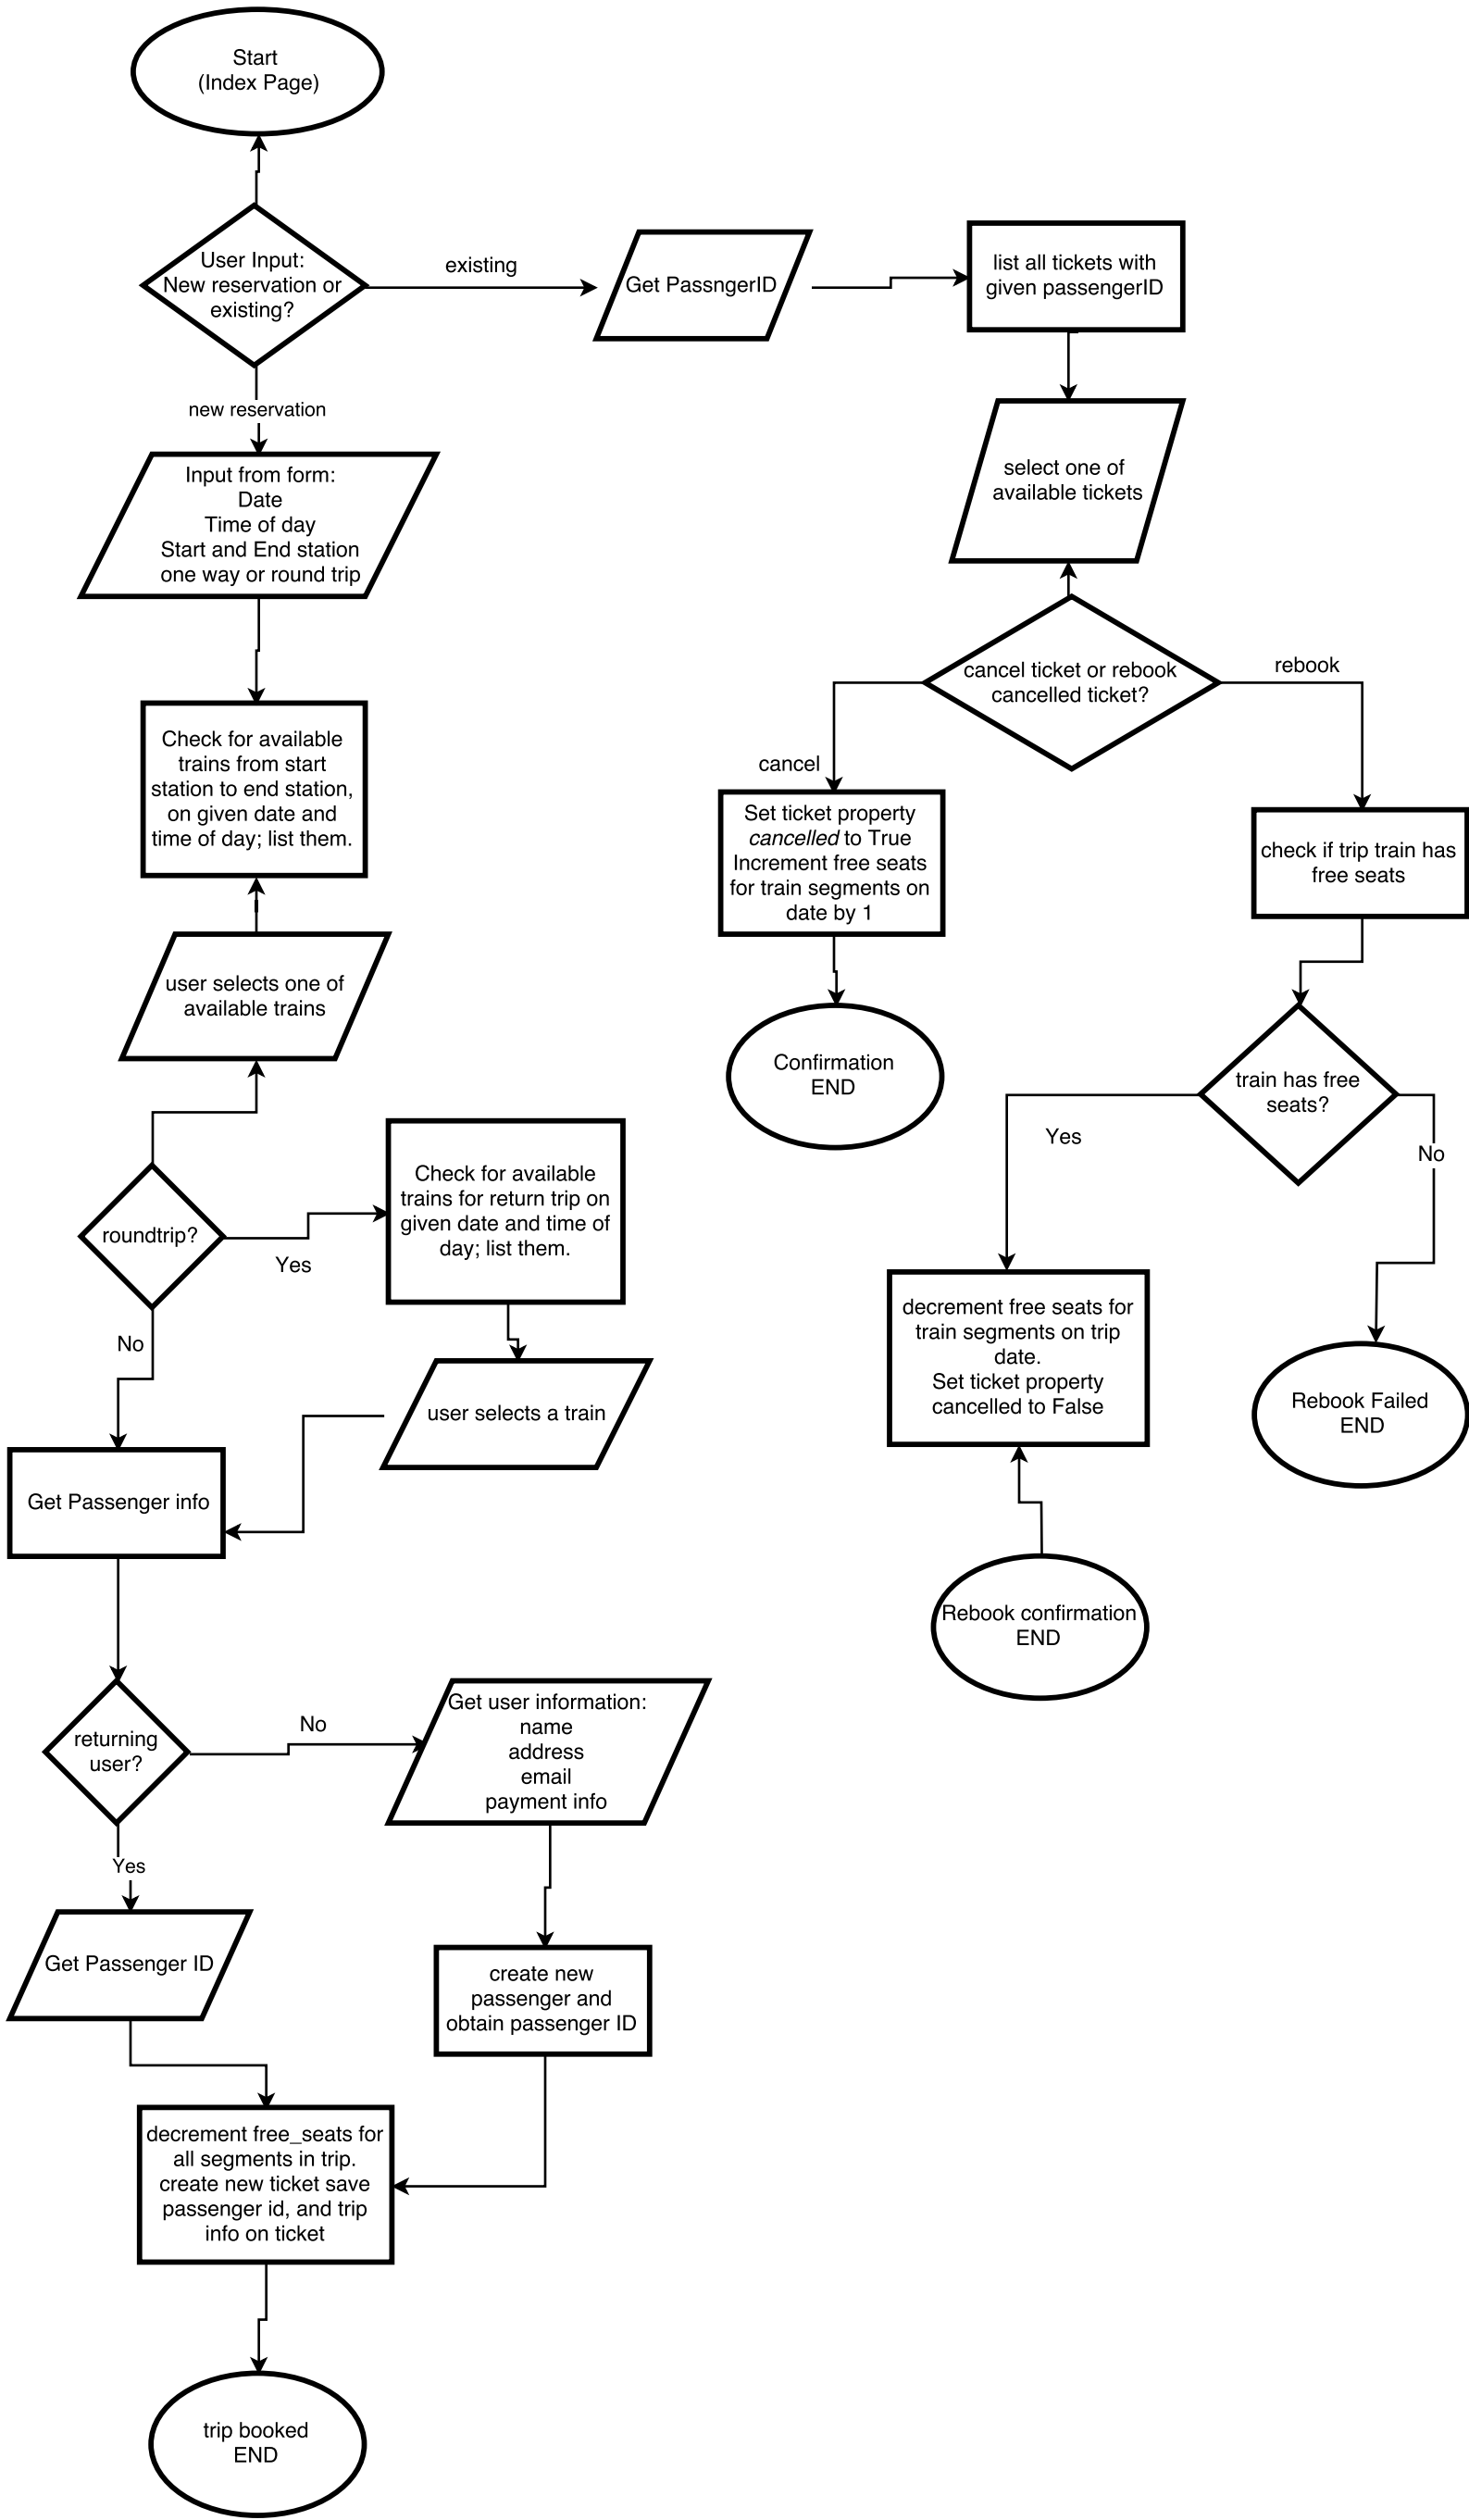 Start
(Index Page)
User Input:
New reservation or
existing?
existing
Get PassngerID
list all tickets with
given passengerID
new reservation
Input from form:
Date
Time of day
Start and End station
one way or round trip
select one of
available tickets
cancel ticket or rebook
cancelled ticket?
rebook
cancel
Check for available
trains from start
station to end station,
on given date and
time of day; list them.
Set ticket property
cancelled to True
Increment free seats
for train segments on
date by 1
check if trip train has
free seats
user selects one of
available trains
Confirmation
END
train has free
seats?
Yes
No
roundtrip?
Yes
Check for available
trains for return trip on
given date and time of
day; list them.
No
user selects a train
decrement free seats for
train segments on trip
date.
Set ticket property
cancelled to False
Rebook Failed
END
Get Passenger info
Rebook confirmation
END
returning
user?
No
Get user information:
name
address
email
payment info
Yes
Get Passenger ID
create new
passenger and
obtain passenger ID
decrement free_seats for
all segments in trip.
create new ticket save
passenger id, and trip
info on ticket
trip booked
END